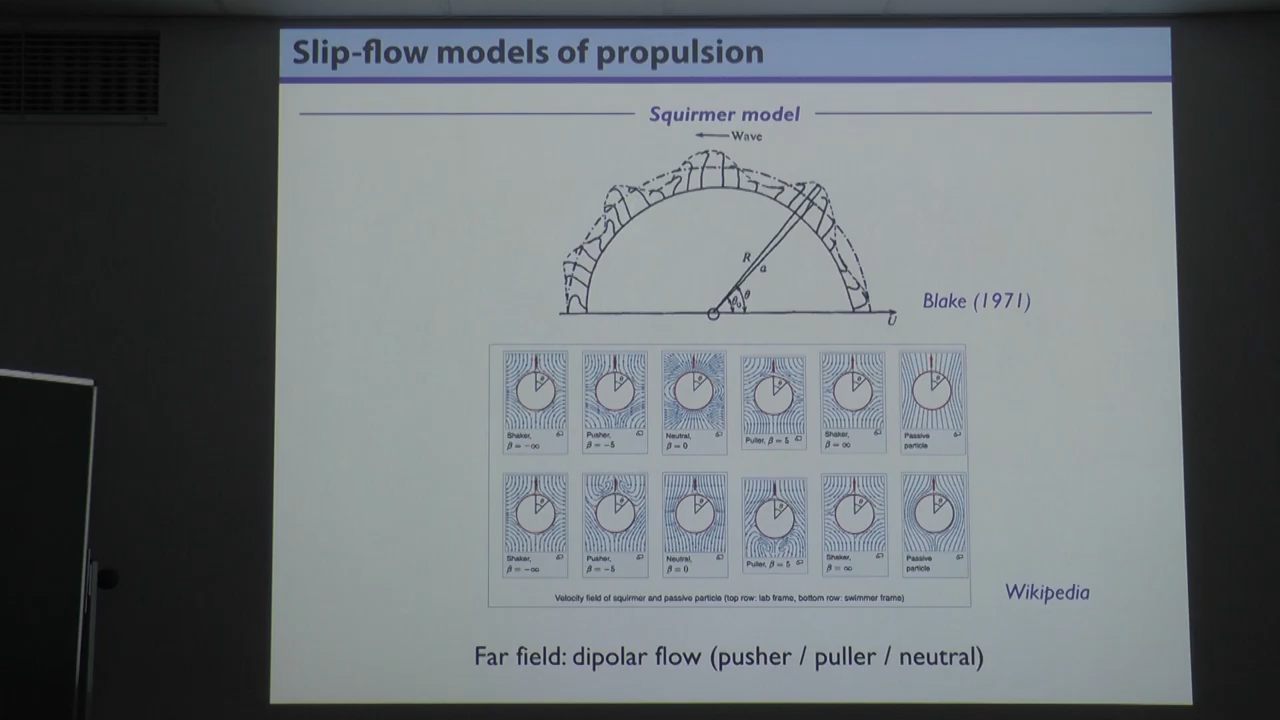 Slip-flow models of propulsion
Squirmer model
Wave
R
a
θ
U
Blake (1971)
Shaker,
β = −∞
Pusher,
β = −5
Neutral,
β = 0
Puller, β = 5
Shaker,
β = ∞
Passive
particle
Shaker,
β = −∞
Pusher,
β = −5
Neutral,
β = 0
Puller, β = 5
Shaker,
β = ∞
Passive
particle
Velocity field of squirmer and passive particle (top row: lab frame, bottom row: swimmer frame)
Wikipedia
Far field: dipolar flow (pusher / puller / neutral)